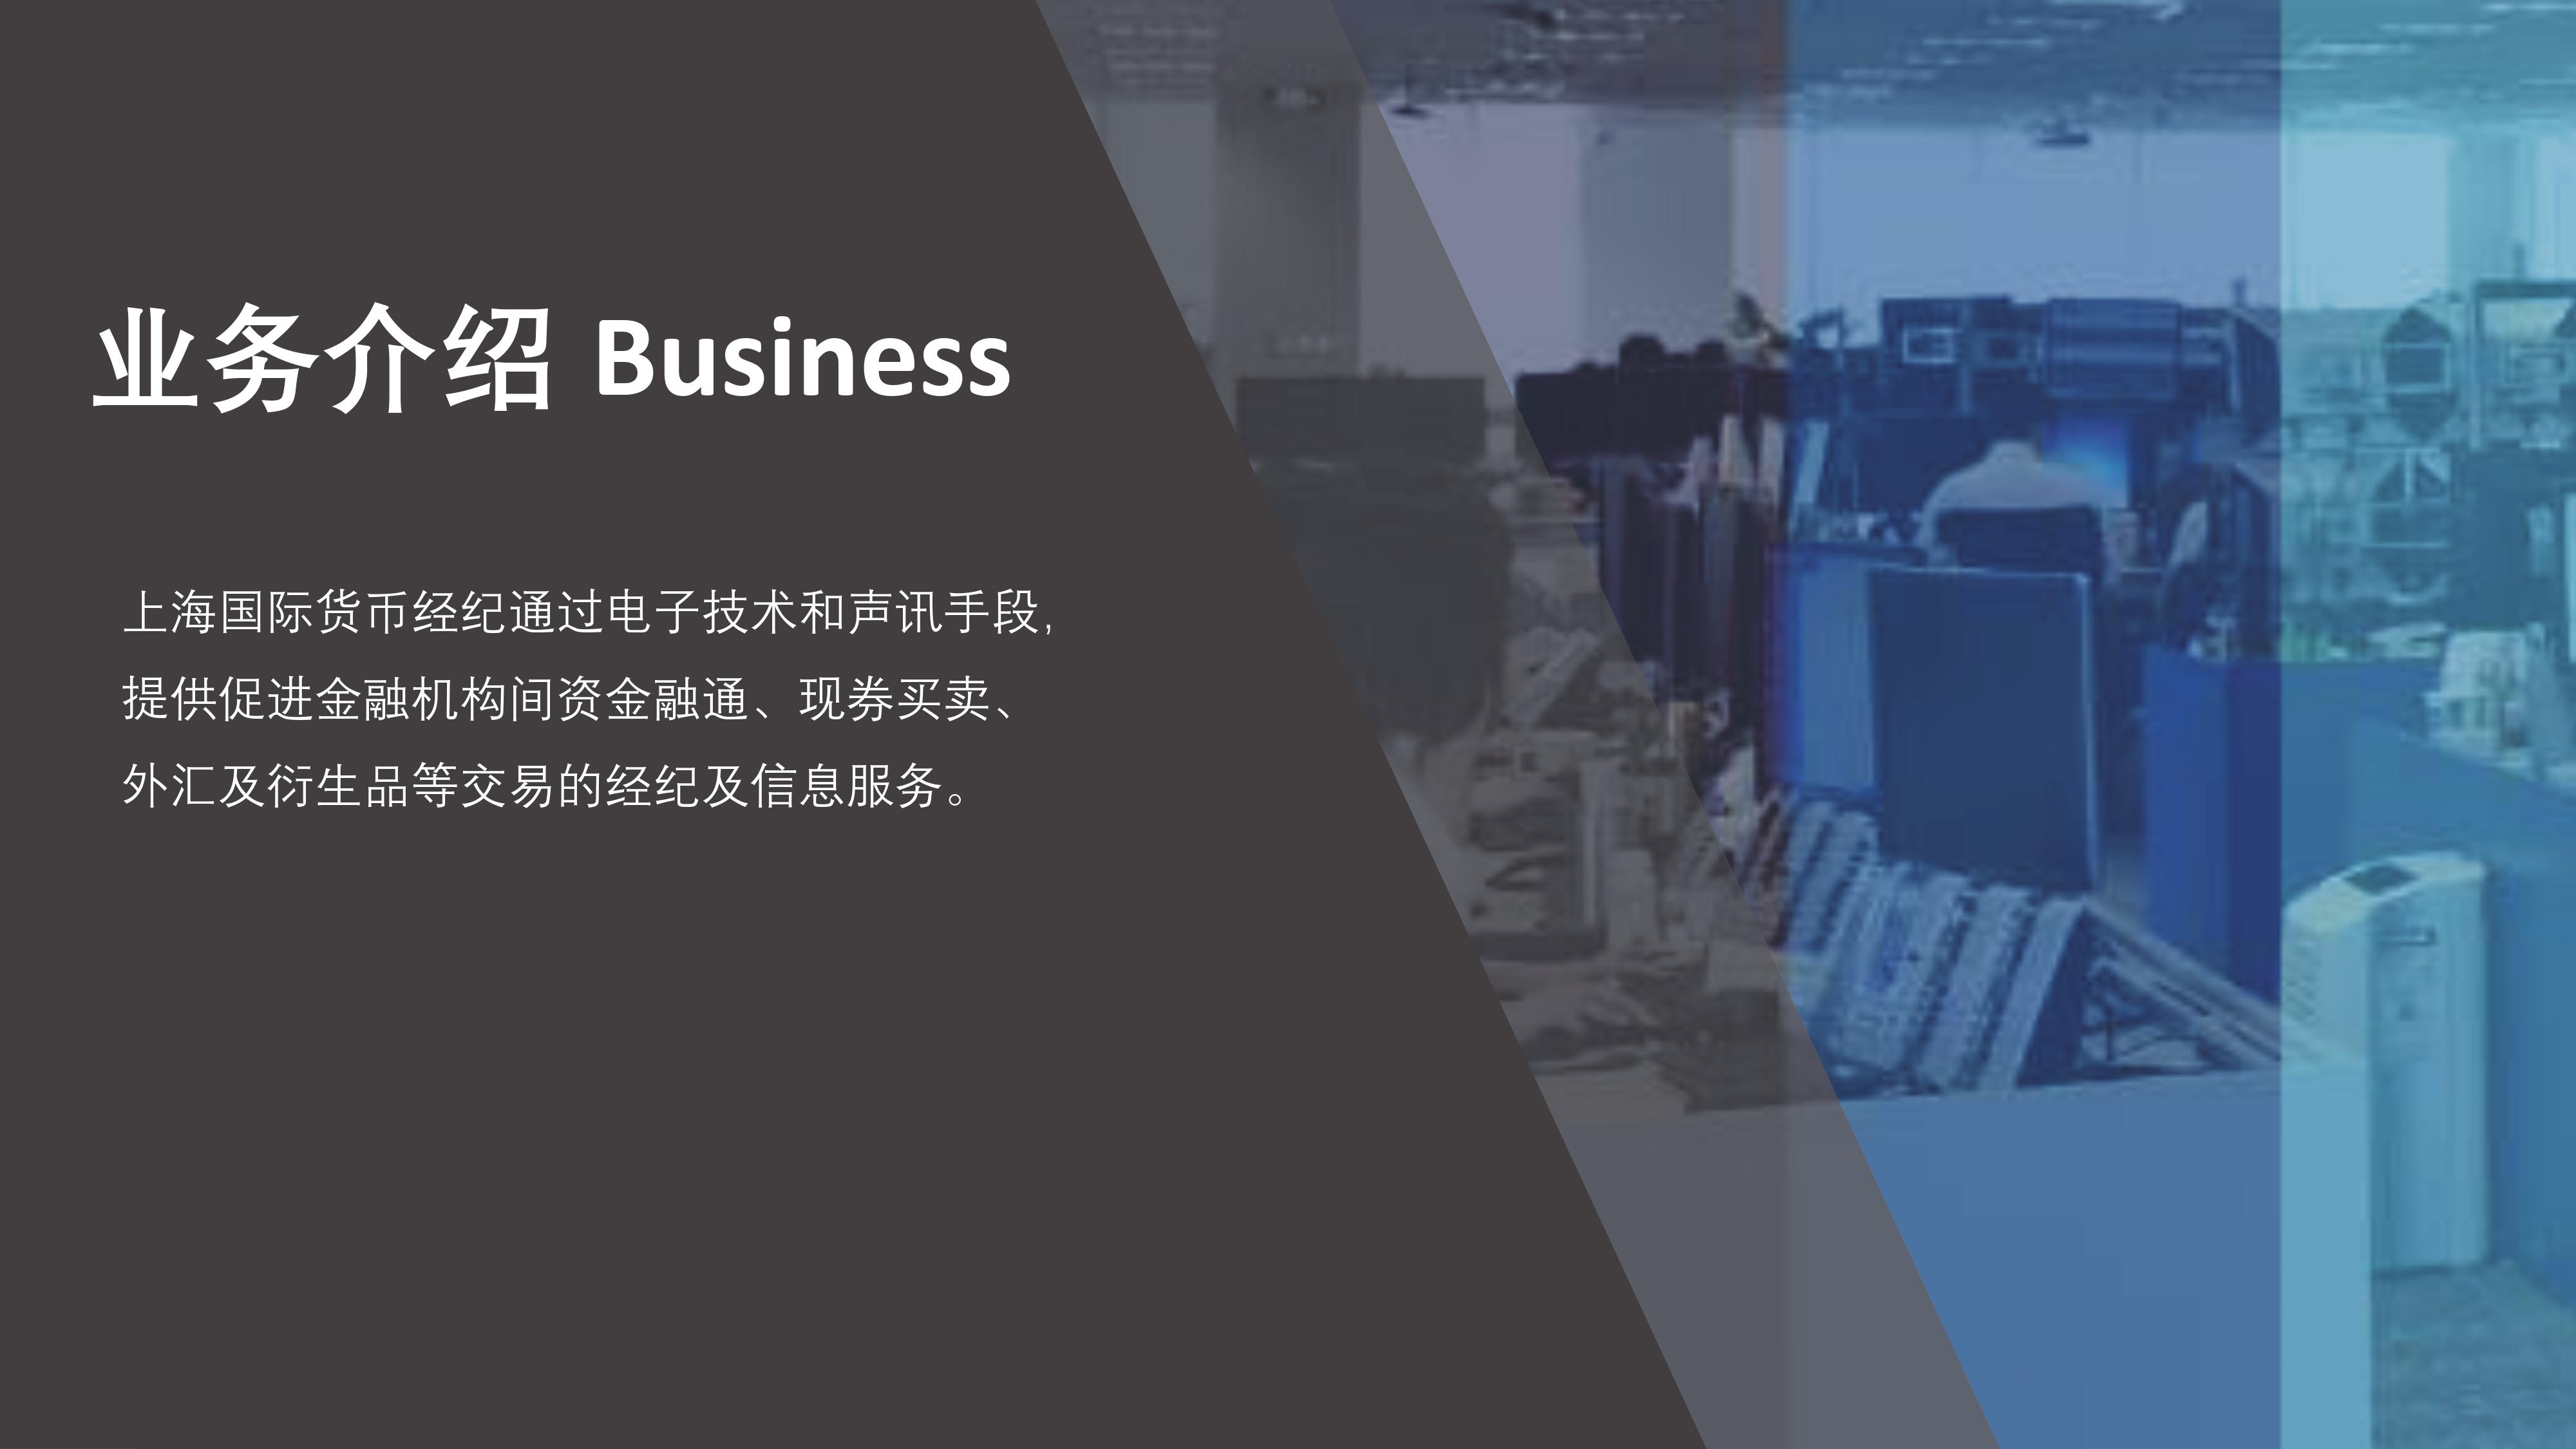 业务介绍 Business
上海国际货币经纪通过电子技术和声讯手段,
提供促进金融机构间资金融通、现券买卖、
外汇及衍生品等交易的经纪及信息服务。